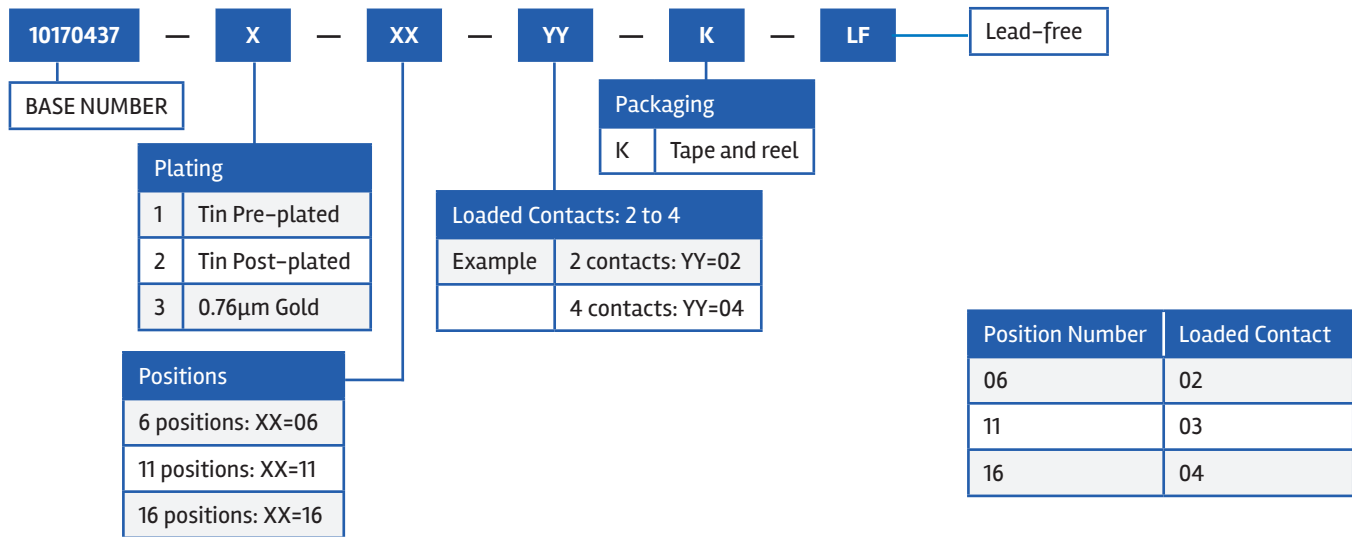 10170437 — X — XX — YY — K — LF Lead-free
BASE NUMBER
Packaging
K Tape and reel
Plating
1 Tin Pre-plated
2 Tin Post-plated
3 0.76µm Gold
Loaded Contacts: 2 to 4
Example 2 contacts: YY=02
4 contacts: YY=04
Positions
6 positions: XX=06
11 positions: XX=11
16 positions: XX=16
Position Number Loaded Contact
06 02
11 03
16 04